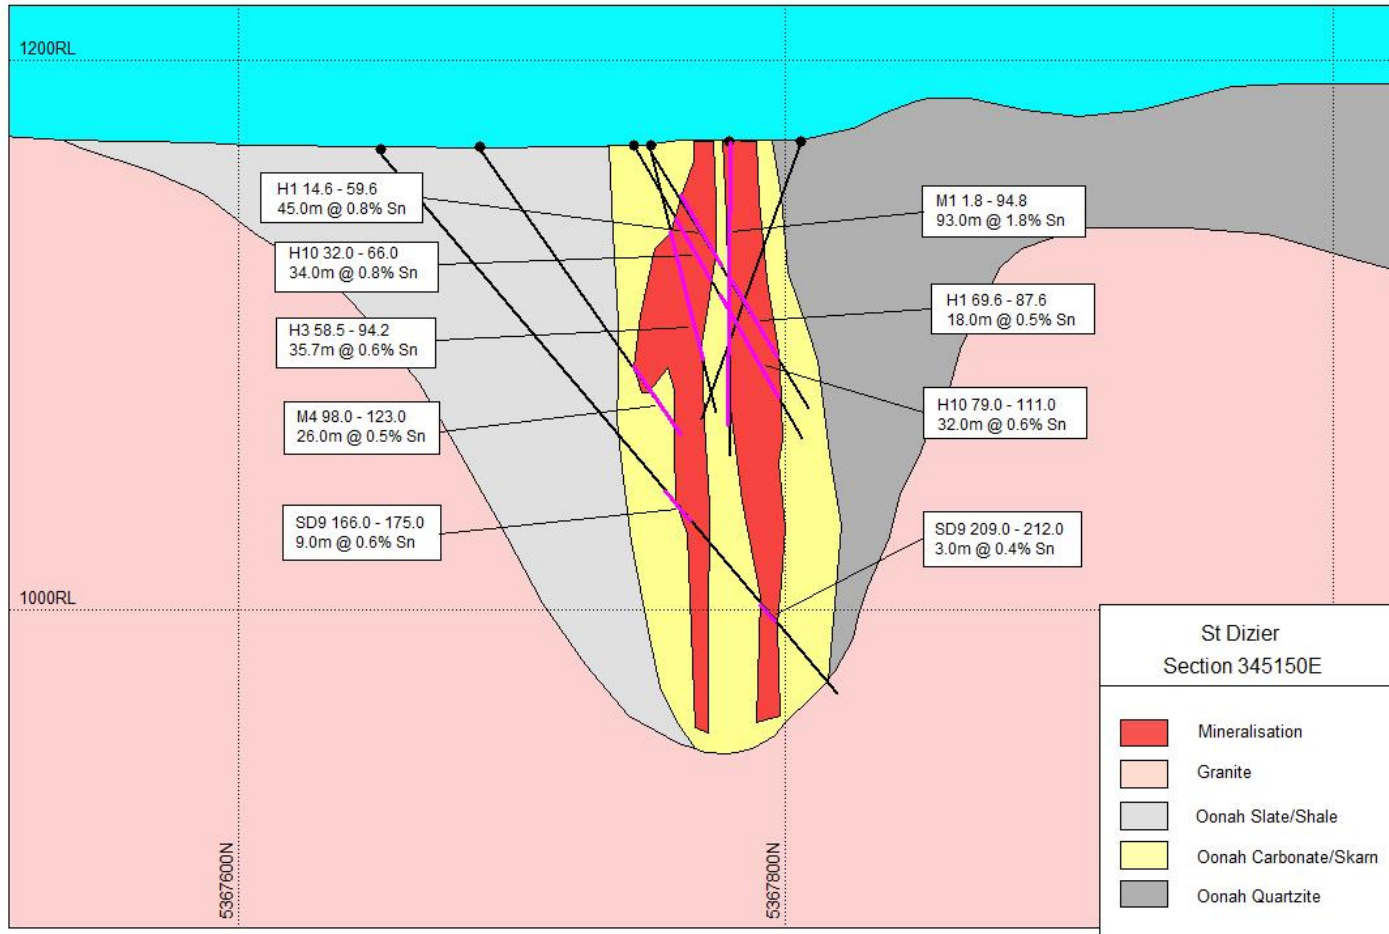 1200RL
H1 14.6 - 59.6
45.0m @ 0.8% Sn
M1 1.8 - 94.8
93.0m @ 1.8% Sn
H10 32.0 - 66.0
34.0m @ 0.8% Sn
H1 69.6 - 87.6
18.0m @ 0.5% Sn
H3 58.5 - 94.2
35.7m @ 0.6% Sn
H10 79.0 - 111.0
32.0m @ 0.6% Sn
M4 98.0 - 123.0
26.0m @ 0.5% Sn
SD9 166.0 - 175.0
9.0m @ 0.6% Sn
SD9 209.0 - 212.0
3.0m @ 0.4% Sn
1000RL
5367600N
5367800N
St Dizier
Section 345150E
Mineralisation
Granite
Oonah Slate/Shale
Oonah Carbonate/Skarn
Oonah Quartzite